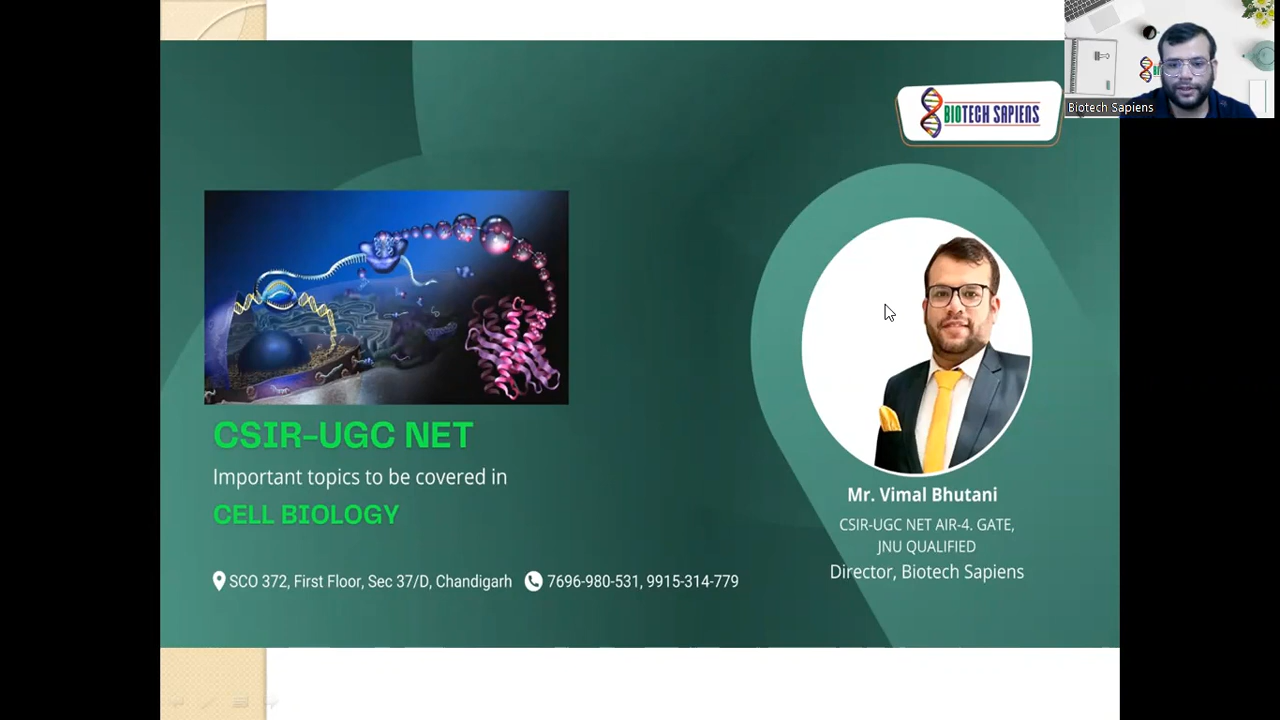 BIOTECH SAPIENS
Biotech Sapiens
CSIR-UGC NET
Important topics to be covered in
CELL BIOLOGY
SCO 372, First Floor, Sec 37/D, Chandigarh 7696-980-531, 9915-314-779
Mr. Vimal Bhutani
CSIR-UGC NET AIR-4. GATE,
JNU QUALIFIED
Director, Biotech Sapiens